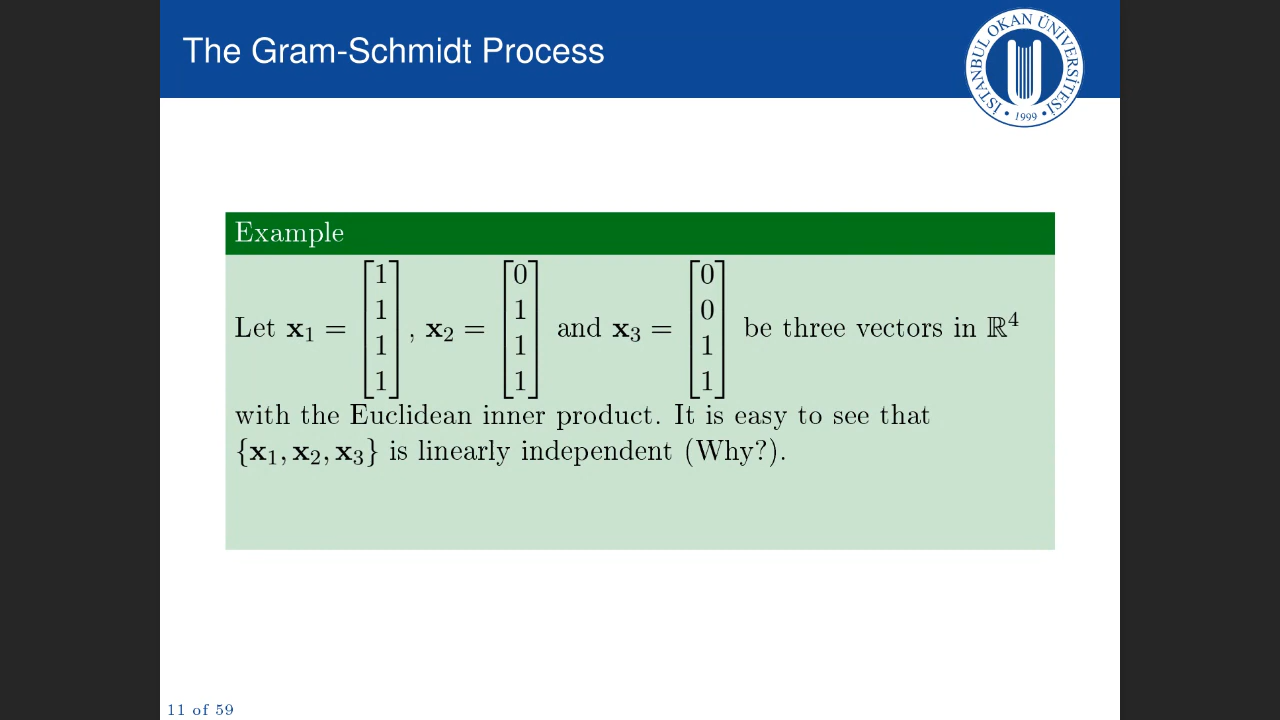 The Gram-Schmidt Process
İSTANBUL OKAN ÜNİVERSİTESİ
• 1999 •
Example
Let x₁ = [1 1 1 1], x₂ = [0 1 1 1] and x₃ = [0 0 1 1] be three vectors in ℝ⁴
with the Euclidean inner product. It is easy to see that
{x₁, x₂, x₃} is linearly independent (Why?).
11 of 59